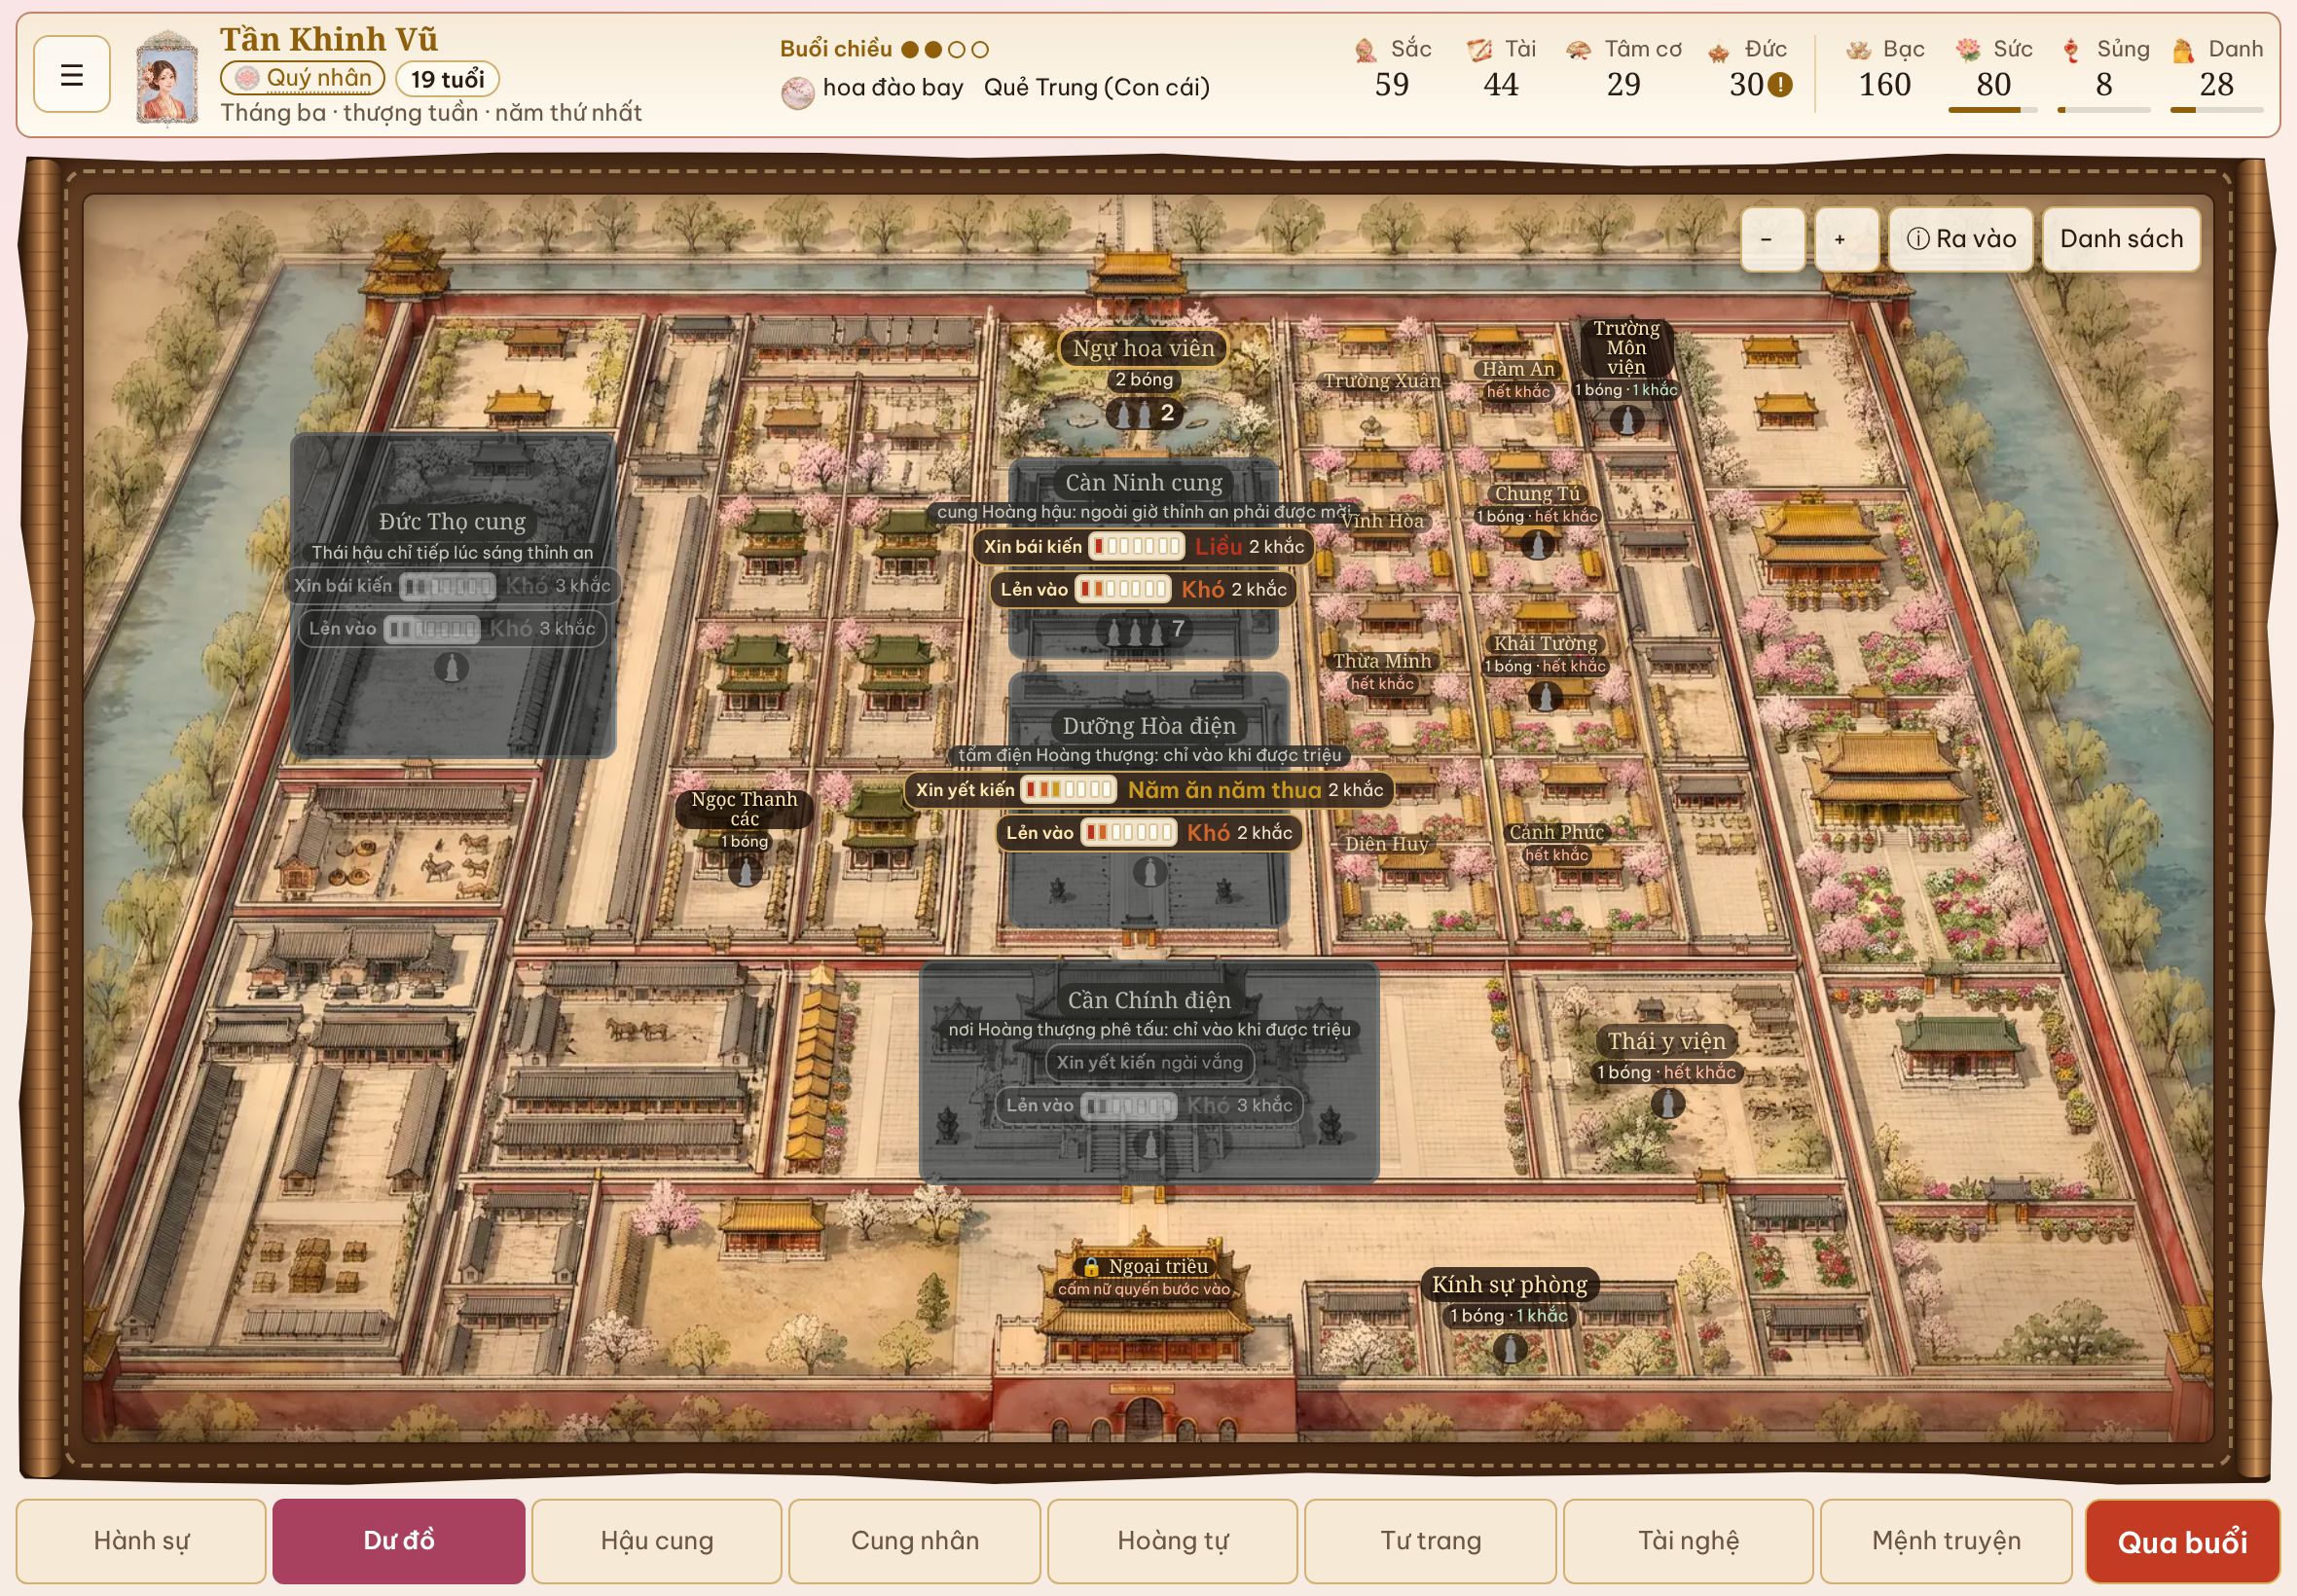 ☰
Tần Khinh Vũ
Quý nhân 19 tuổi
Tháng ba · thượng tuần · năm thứ nhất
Buổi chiều
hoa đào bay Quẻ Trung (Con cái)
Sắc 59
Tài 44
Tâm cơ 29
Đức 30 !
Bạc 160
Sức 80
Sủng 8
Danh 28
- + ⓘ Ra vào Danh sách
Ngự hoa viên
2 bóng
2
Trường Xuân
Hàm An
hết khắc
Trường Môn viện
1 bóng · 1 khắc
Đức Thọ cung
Thái hậu chỉ tiếp lúc sáng thỉnh an
Xin bái kiến Khó 3 khắc
Lẻn vào Khó 3 khắc
Càn Ninh cung
cung Hoàng hậu: ngoài giờ thỉnh an phải được mời
Xin bái kiến Liều 2 khắc
Lẻn vào Khó 2 khắc
7
Vĩnh Hòa
Chung Tú
1 bóng · hết khắc
Thừa Minh
hết khắc
Khải Tường
1 bóng · hết khắc
Dưỡng Hòa điện
tẩm điện Hoàng thượng: chỉ vào khi được triệu
Xin yết kiến Năm ăn năm thua 2 khắc
Lẻn vào Khó 2 khắc
Ngọc Thanh các
1 bóng
Diên Huy
Cảnh Phúc
hết khắc
Cần Chính điện
nơi Hoàng thượng phê tấu: chỉ vào khi được triệu
Xin yết kiến ngài vắng
Lẻn vào Khó 3 khắc
Thái y viện
1 bóng · hết khắc
Ngoại triều
cấm nữ quyến bước vào
Kính sự phòng
1 bóng · 1 khắc
Hành sự Dư đồ Hậu cung Cung nhân Hoàng tự Tư trang Tài nghệ Mệnh truyện Qua buổi